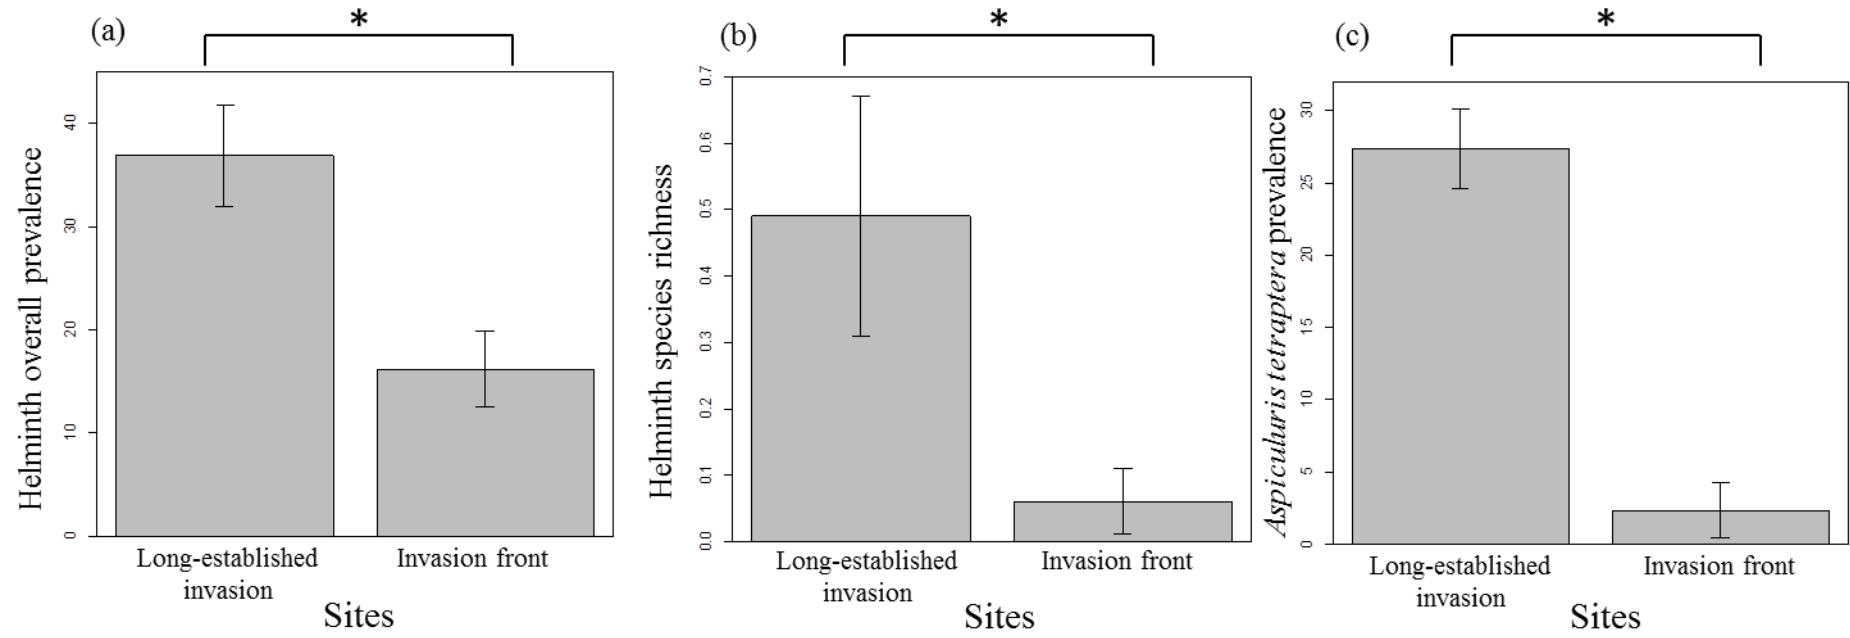 (a)
*
Helminth overall prevalence
40
30
20
10
0
Long-established
invasion
Invasion front
Sites
(b)
*
Helminth species richness
0.7
0.6
0.5
0.4
0.3
0.2
0.1
0.0
Long-established
invasion
Invasion front
Sites
(c)
*
Aspiculuris tetraptera prevalence
30
25
20
15
10
5
0
Long-established
invasion
Invasion front
Sites